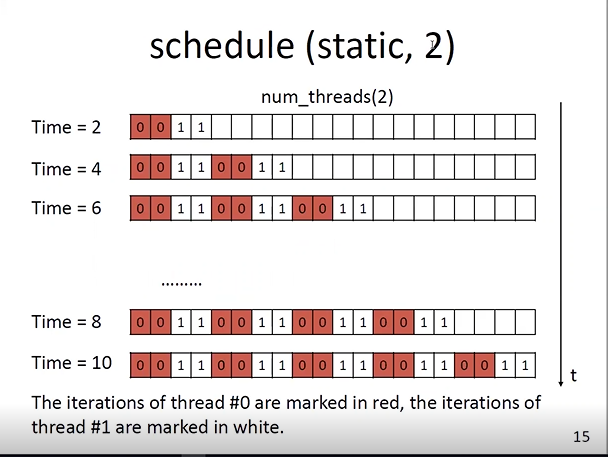 schedule (static, 2)
num_threads(2)
Time = 2 0 0 1 1
Time = 4 0 0 1 1 0 0 1 1
Time = 6 0 0 1 1 0 0 1 1 0 0 1 1
.........
Time = 8 0 0 1 1 0 0 1 1 0 0 1 1 0 0 1 1
Time = 10 0 0 1 1 0 0 1 1 0 0 1 1 0 0 1 1 0 0 1 1
t
The iterations of thread #0 are marked in red, the iterations of
thread #1 are marked in white.
15